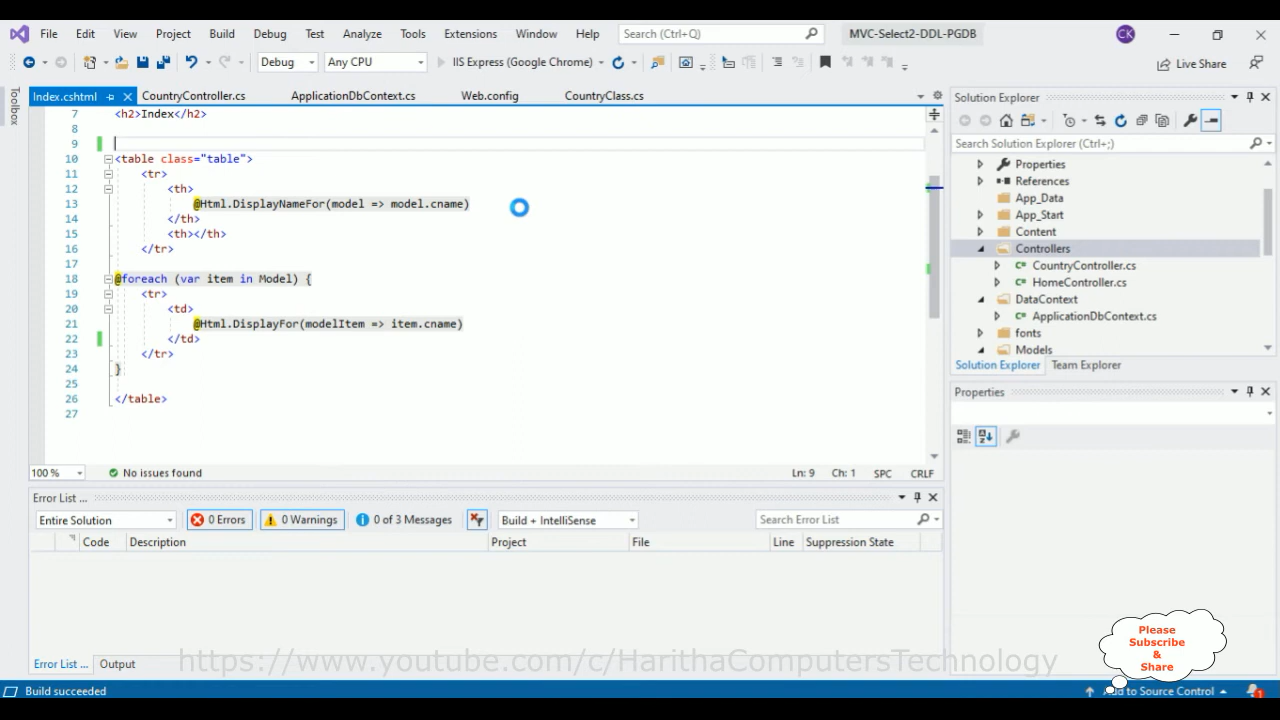 File Edit View Project Build Debug Test Analyze Tools Extensions Window Help Search (Ctrl+Q) MVC-Select2-DDL-PGDB CK
Debug Any CPU IIS Express (Google Chrome) Live Share
Toolbox
Index.cshtml CountryController.cs ApplicationDbContext.cs Web.config CountryClass.cs
7 <h2>Index</h2>
8
9
10 <table class="table">
11 <tr>
12 <th>
13 @Html.DisplayNameFor(model => model.cname)
14 </th>
15 <th></th>
16 </tr>
17
18 @foreach (var item in Model) {
19 <tr>
20 <td>
21 @Html.DisplayFor(modelItem => item.cname)
22 </td>
23 </tr>
24 }
25
26 </table>
27
100 % No issues found Ln: 9 Ch: 1 SPC CRLF
Error List ...
Entire Solution 0 Errors 0 Warnings 0 of 3 Messages Build + IntelliSense Search Error List
Code Description Project File Line Suppression State
Error List ... Output
Solution Explorer
Search Solution Explorer (Ctrl+;)
Properties
References
App_Data
App_Start
Content
Controllers
C# CountryController.cs
C# HomeController.cs
DataContext
C# ApplicationDbContext.cs
fonts
Models
Solution Explorer Team Explorer
Properties
Please
Subscribe
&
Share
https://www.youtube.com/c/HarithaComputersTechnology
Build succeeded Add to Source Control 1